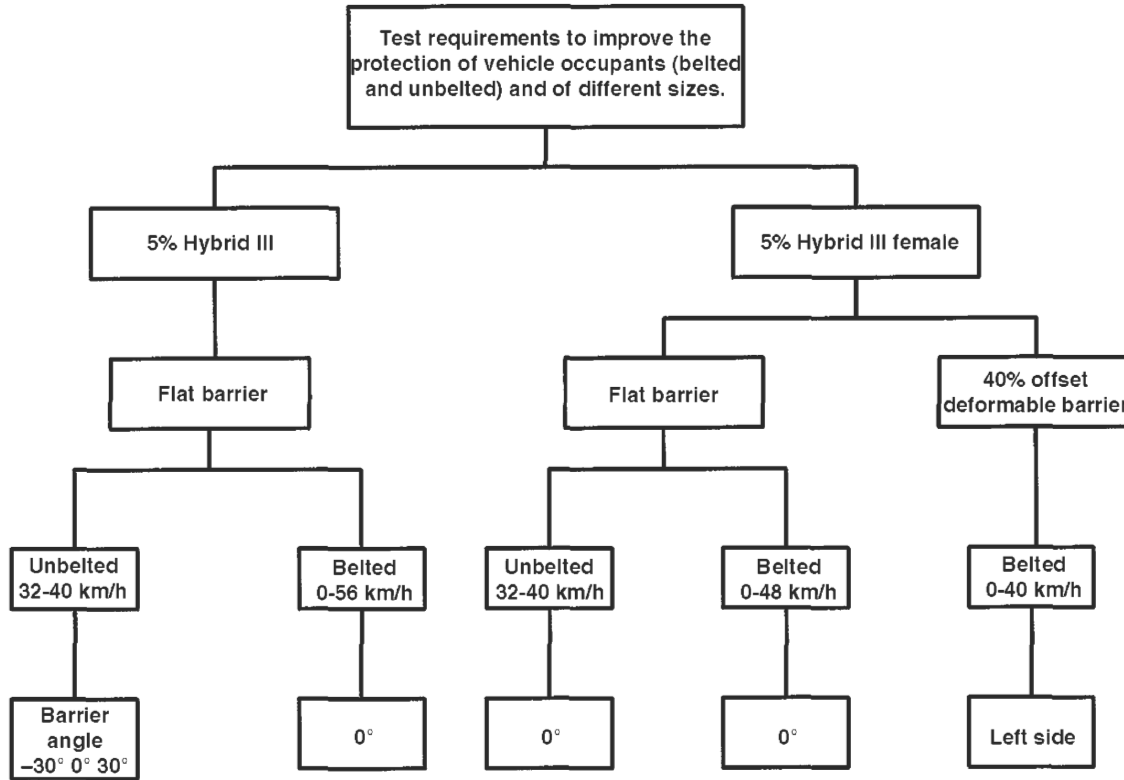 Test requirements to improve the
protection of vehicle occupants (belted
and unbelted) and of different sizes.
5% Hybrid III
5% Hybrid III female
Flat barrier
Flat barrier
40% offset
deformable barrier
Unbelted
32-40 km/h
Belted
0-56 km/h
Unbelted
32-40 km/h
Belted
0-48 km/h
Belted
0-40 km/h
Barrier
angle
–30° 0° 30°
0°
0°
0°
Left side